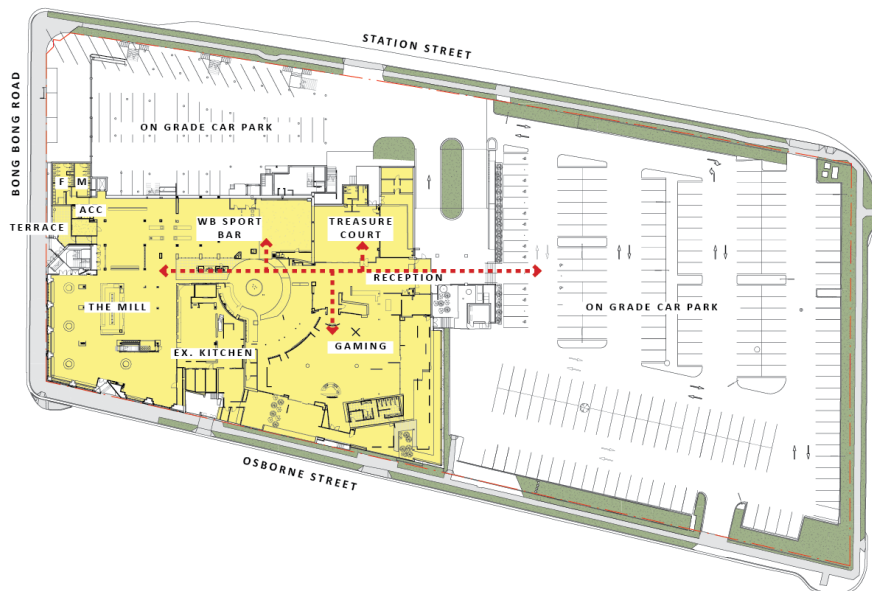 STATION STREET
BONG BONG ROAD
ON GRADE CAR PARK
F
M
ACC
TERRACE
WB SPORT
BAR
TREASURE
COURT
RECEPTION
THE MILL
ON GRADE CAR PARK
EX. KITCHEN
GAMING
OSBORNE STREET